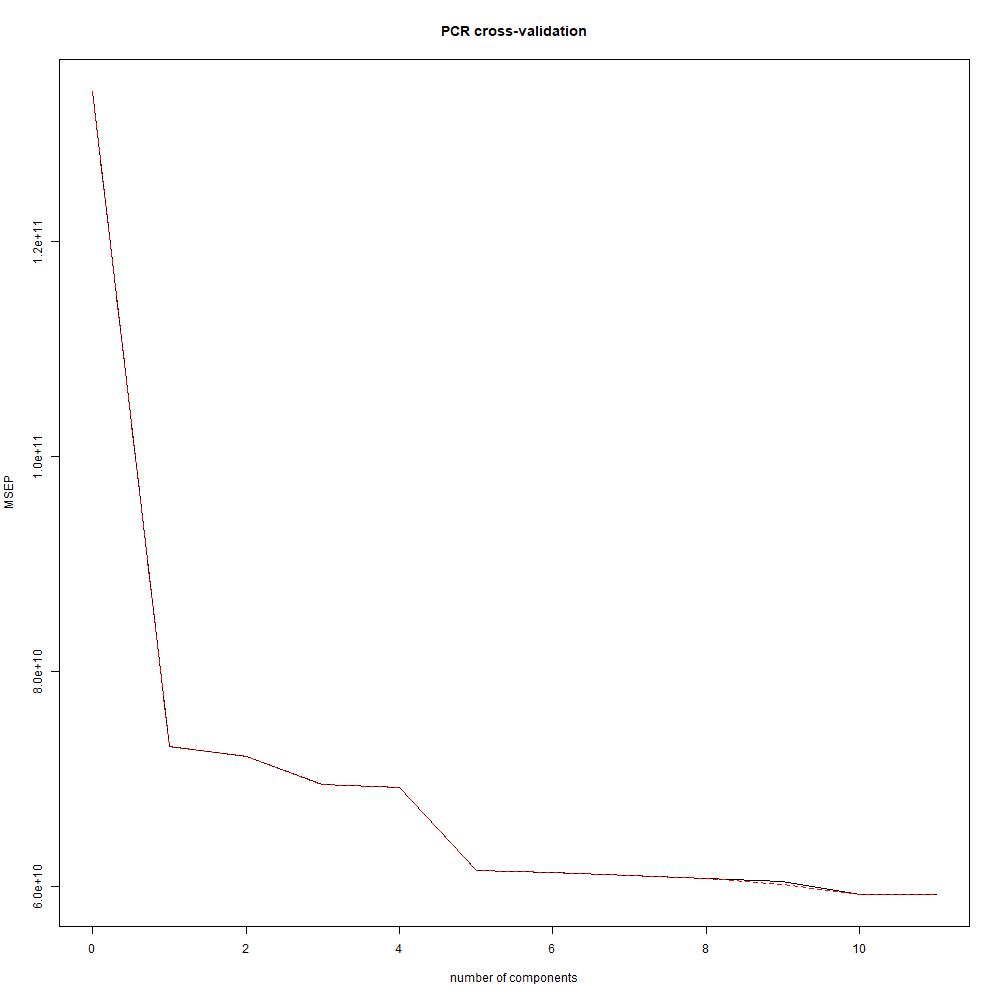 PCR cross-validation
1.2e+11
1.0e+11
MSEP
8.0e+10
6.0e+10
0 2 4 6 8 10
number of components